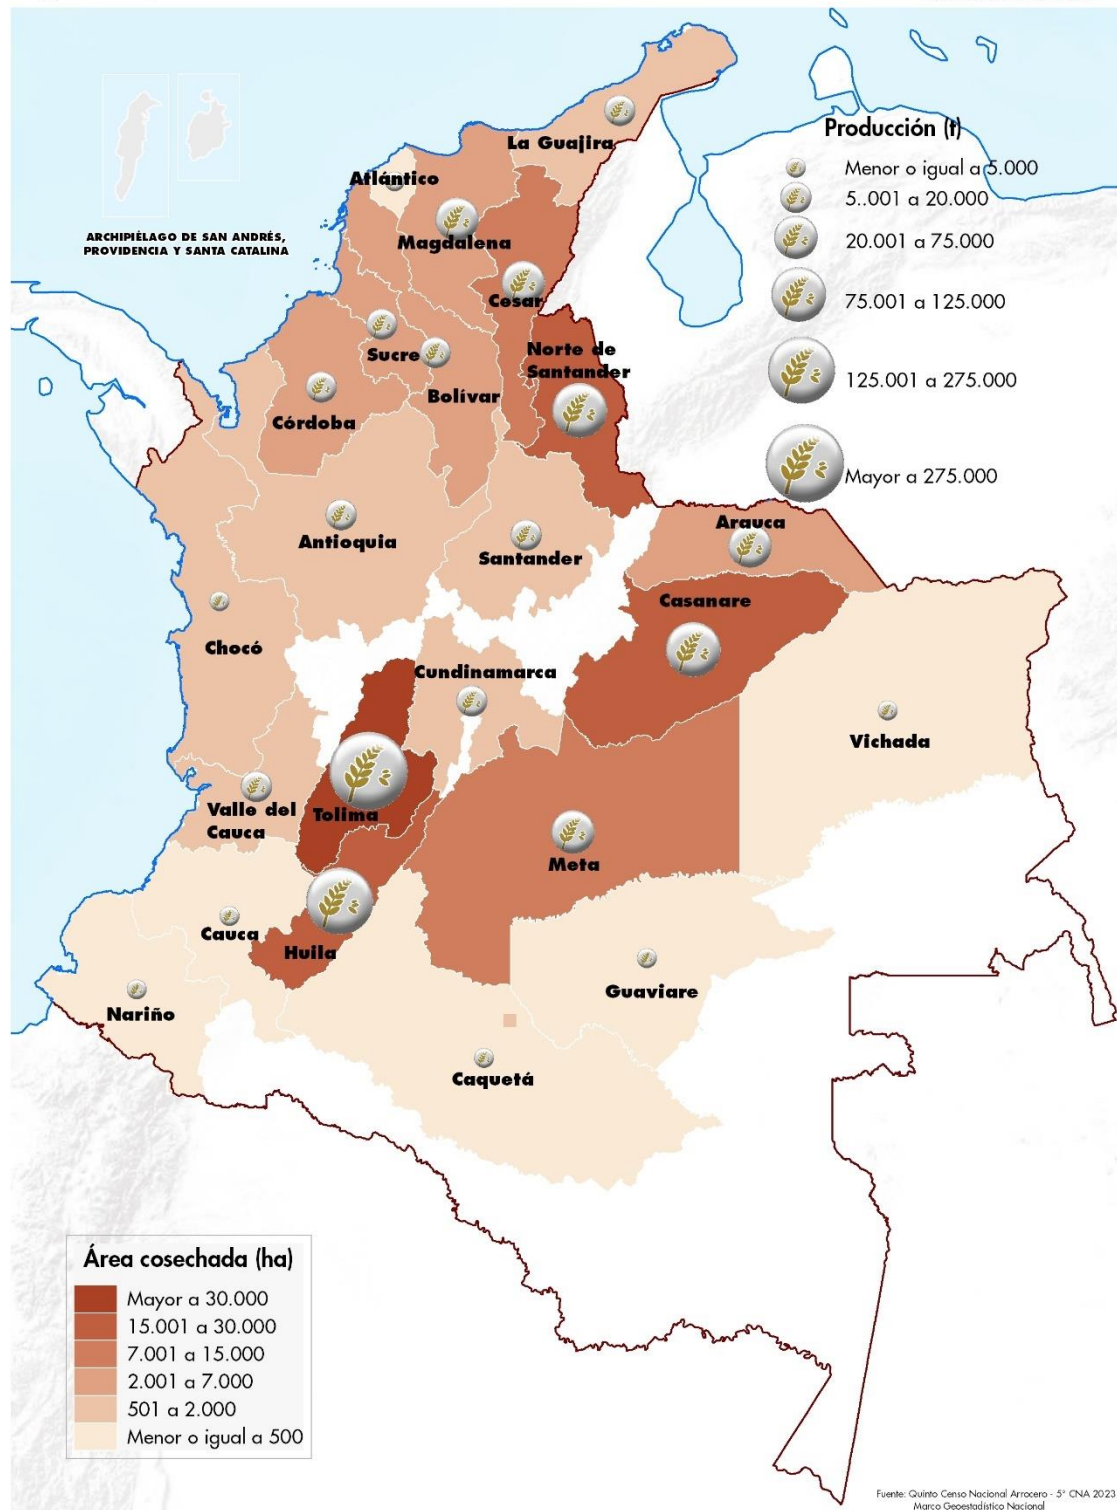 La Guajira
Atlántico
Magdalena
ARCHIPIÉLAGO DE SAN ANDRÉS,
PROVIDENCIA Y SANTA CATALINA
Cesar
Sucre
Norte de
Santander
Bolívar
Córdoba
Antioquia
Santander
Arauca
Casanare
Chocó
Cundinamarca
Vichada
Valle del
Cauca
Tolima
Meta
Cauca
Huila
Guaviare
Nariño
Caquetá
Producción (t)
Menor o igual a 5.000
5..001 a 20.000
20.001 a 75.000
75.001 a 125.000
125.001 a 275.000
Mayor a 275.000
Área cosechada (ha)
Mayor a 30.000
15.001 a 30.000
7.001 a 15.000
2.001 a 7.000
501 a 2.000
Menor o igual a 500
Fuente: Quinto Censo Nacional Arrocero - 5° CNA 2023
Marco Geoestadístico Nacional